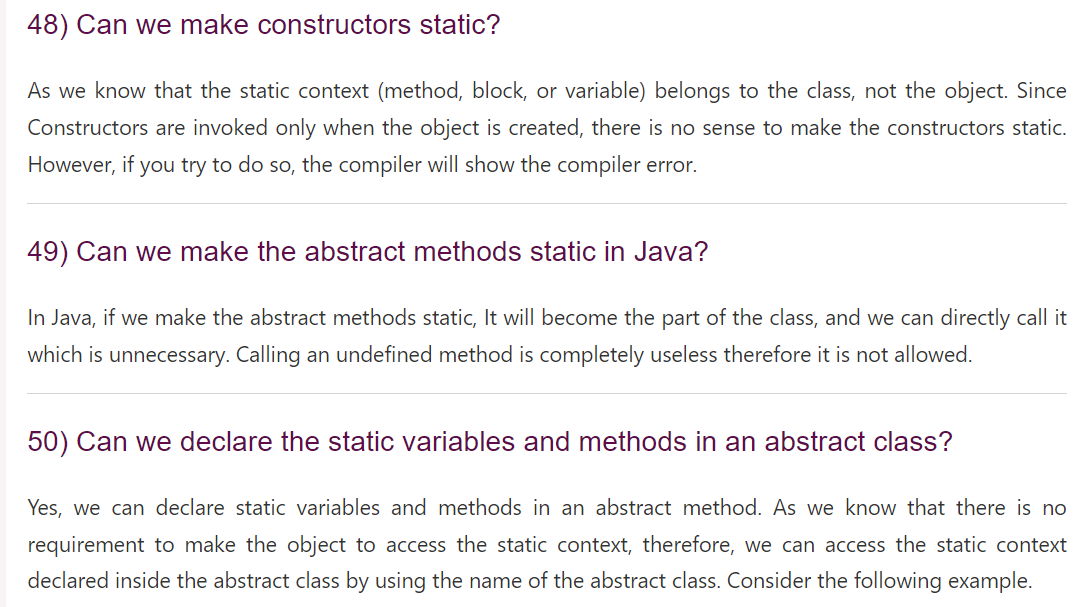 48) Can we make constructors static?
As we know that the static context (method, block, or variable) belongs to the class, not the object. Since
Constructors are invoked only when the object is created, there is no sense to make the constructors static.
However, if you try to do so, the compiler will show the compiler error.
49) Can we make the abstract methods static in Java?
In Java, if we make the abstract methods static, It will become the part of the class, and we can directly call it
which is unnecessary. Calling an undefined method is completely useless therefore it is not allowed.
50) Can we declare the static variables and methods in an abstract class?
Yes, we can declare static variables and methods in an abstract method. As we know that there is no
requirement to make the object to access the static context, therefore, we can access the static context
declared inside the abstract class by using the name of the abstract class. Consider the following example.